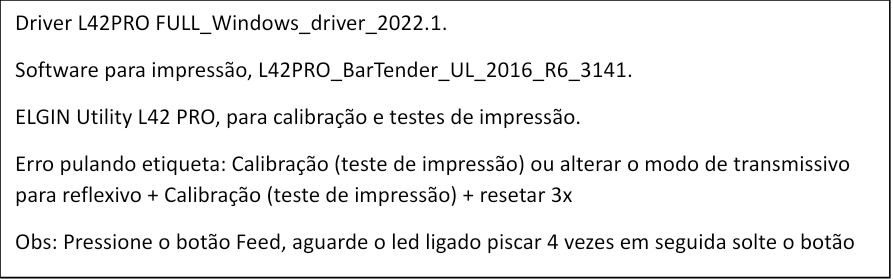 Driver L42PRO FULL_Windows_driver_2022.1.
Software para impressão, L42PRO_BarTender_UL_2016_R6_3141.
ELGIN Utility L42 PRO, para calibração e testes de impressão.
Erro pulando etiqueta: Calibração (teste de impressão) ou alterar o modo de transmissivo
para reflexivo + Calibração (teste de impressão) + resetar 3x
Obs: Pressione o botão Feed, aguarde o led ligado piscar 4 vezes em seguida solte o botão